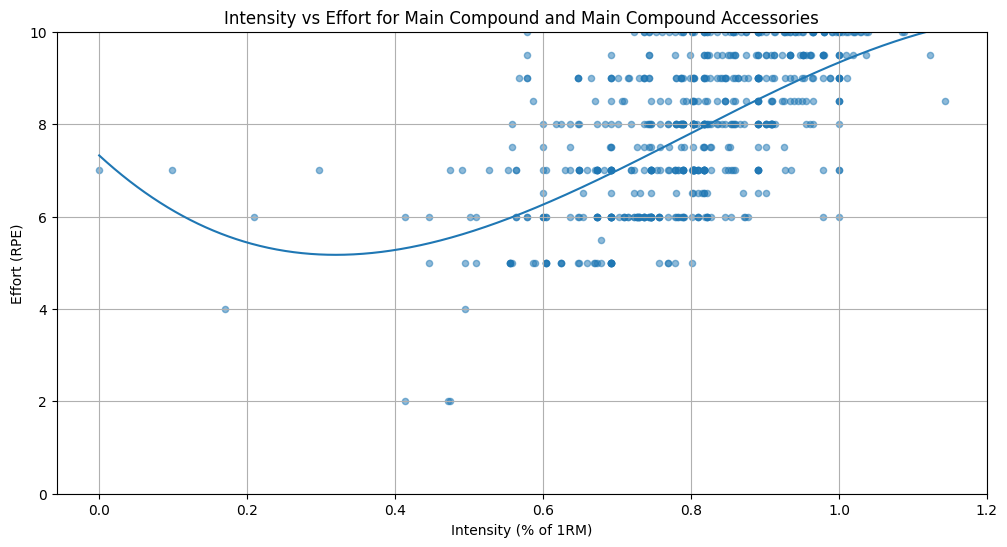 Intensity vs Effort for Main Compound and Main Compound Accessories
10
8
6
4
2
0
Effort (RPE)
0.0 0.2 0.4 0.6 0.8 1.0 1.2
Intensity (% of 1RM)